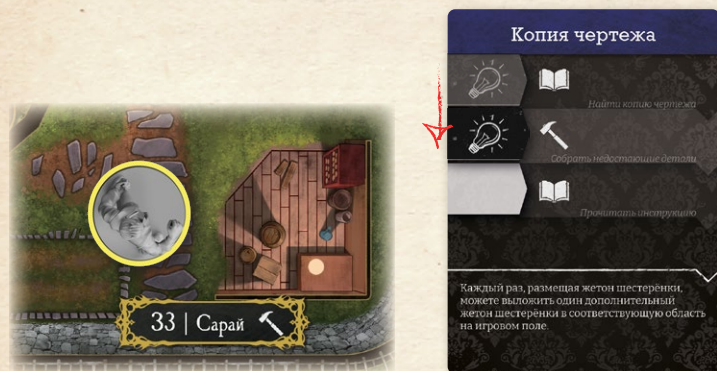 33 | Сарай
Копия чертежа
Найти копию чертежа
Собрать недостающие детали
Прочитать инструкцию
Каждый раз, размещая жетон шестерёнки,
можете выложить один дополнительный
жетон шестерёнки в соответствующую область
на игровом поле.